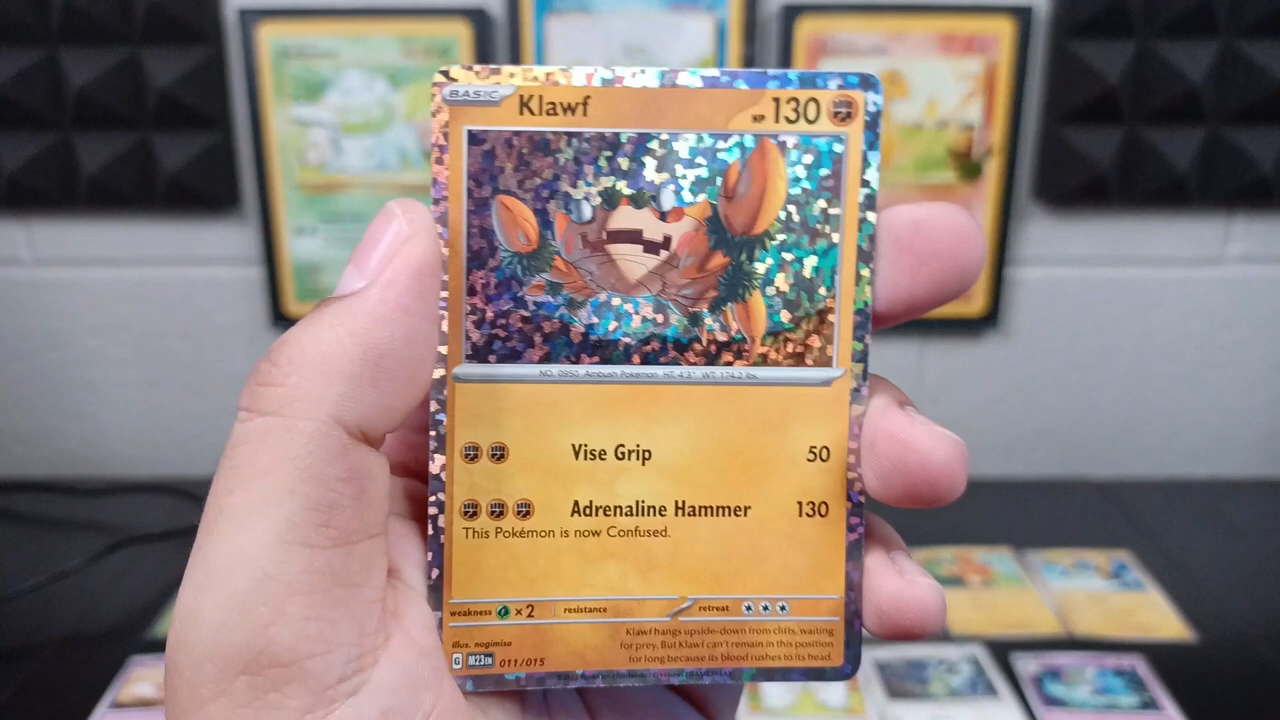 BASIC Klawf HP 130
NO. 0950 Ambush Pokémon HT: 4'3" WT: 174.2 lbs.
Vise Grip 50
Adrenaline Hammer 130
This Pokémon is now Confused.
weakness ×2 resistance retreat
Illus. nagimiso
Klawf hangs upside-down from cliffs, waiting
for prey. But Klawf can't remain in this position
for long because its blood rushes to its head.
G M23 EN 011/015